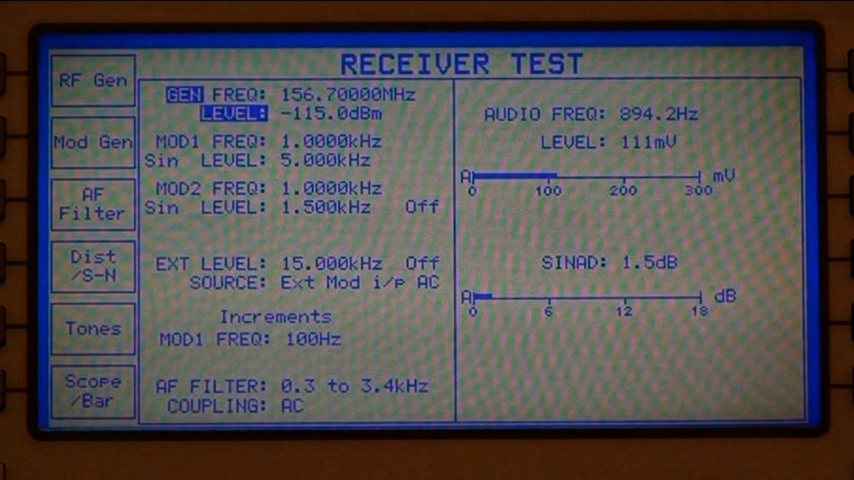 RECEIVER TEST
RF Gen
Mod Gen
AF
Filter
Dist
/S-N
Tones
Scope
/Bar
GEN FREQ: 156.70000MHz
LEVEL: -115.0dBm
MOD1 FREQ: 1.0000kHz
Sin LEVEL: 5.000kHz
MOD2 FREQ: 1.0000kHz
Sin LEVEL: 1.500kHz Off
EXT LEVEL: 15.000kHz Off
SOURCE: Ext Mod i/p AC
Increments
MOD1 FREQ: 100Hz
AF FILTER: 0.3 to 3.4kHz
COUPLING: AC
AUDIO FREQ: 894.2Hz
LEVEL: 111mV
A mV
0 100 200 300
SINAD: 1.5dB
A dB
0 6 12 18